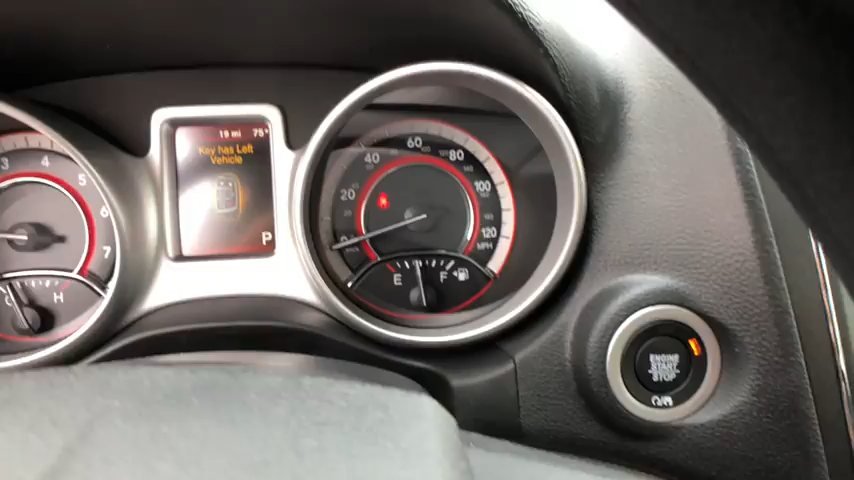 19 mi 75°
Key has Left
Vehicle
P
3
4
5
6
7
C H
0
20
40
60
80
100
120
MPH
E F
ENGINE
START
STOP